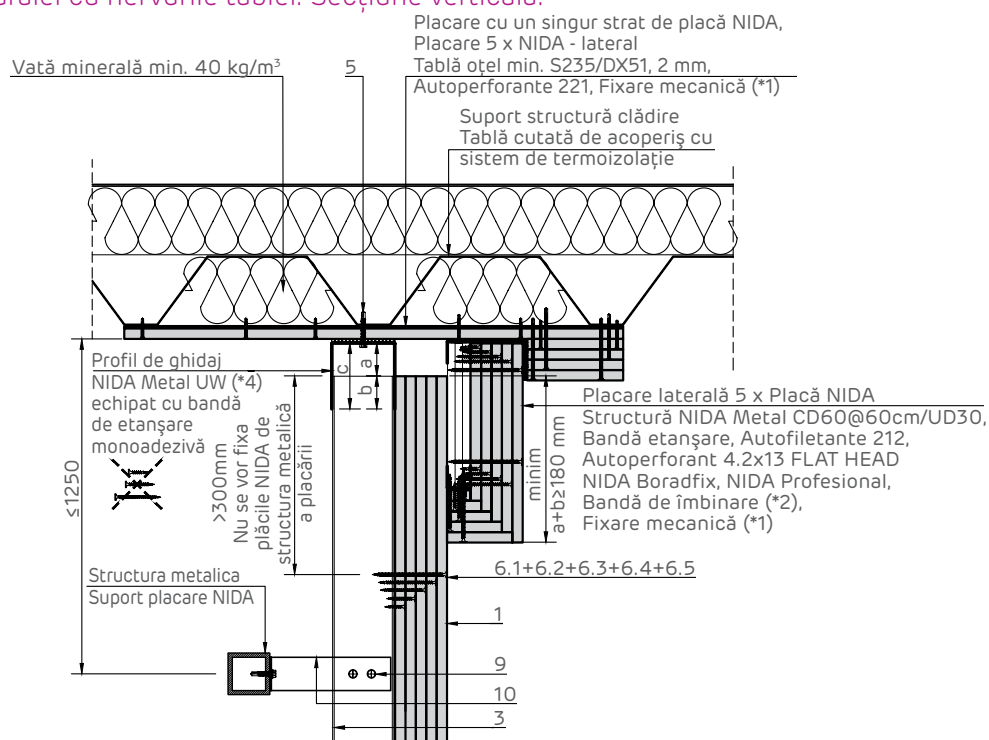 paralel cu nervurile tablei. Secțiune verticală.
Placare cu un singur strat de placă NIDA,
Placare 5 x NIDA - lateral
Tablă oțel min. S235/DX51, 2 mm,
Autoperforante 221, Fixare mecanică (*1)
Vată minerală min. 40 kg/m³
5
Suport structură clădire
Tablă cutată de acoperiș cu
sistem de termoizolație
Profil de ghidaj
NIDA Metal UW (*4)
echipat cu bandă
de etanșare
monoadezivă
≤1250
>300mm
Nu se vor fixa
plăcile NIDA de
structura metalică
a placării
c
a
b
minim
a+b≥180 mm
Placare laterală 5 x Placă NIDA
Structură NIDA Metal CD60@60cm/UD30,
Bandă etanșare, Autofiletante 212,
Autoperforant 4.2x13 FLAT HEAD
NIDA Boradfix, NIDA Profesional,
Bandă de îmbinare (*2),
Fixare mecanică (*1)
6.1+6.2+6.3+6.4+6.5
Structura metalica
Suport placare NIDA
1
9
10
3